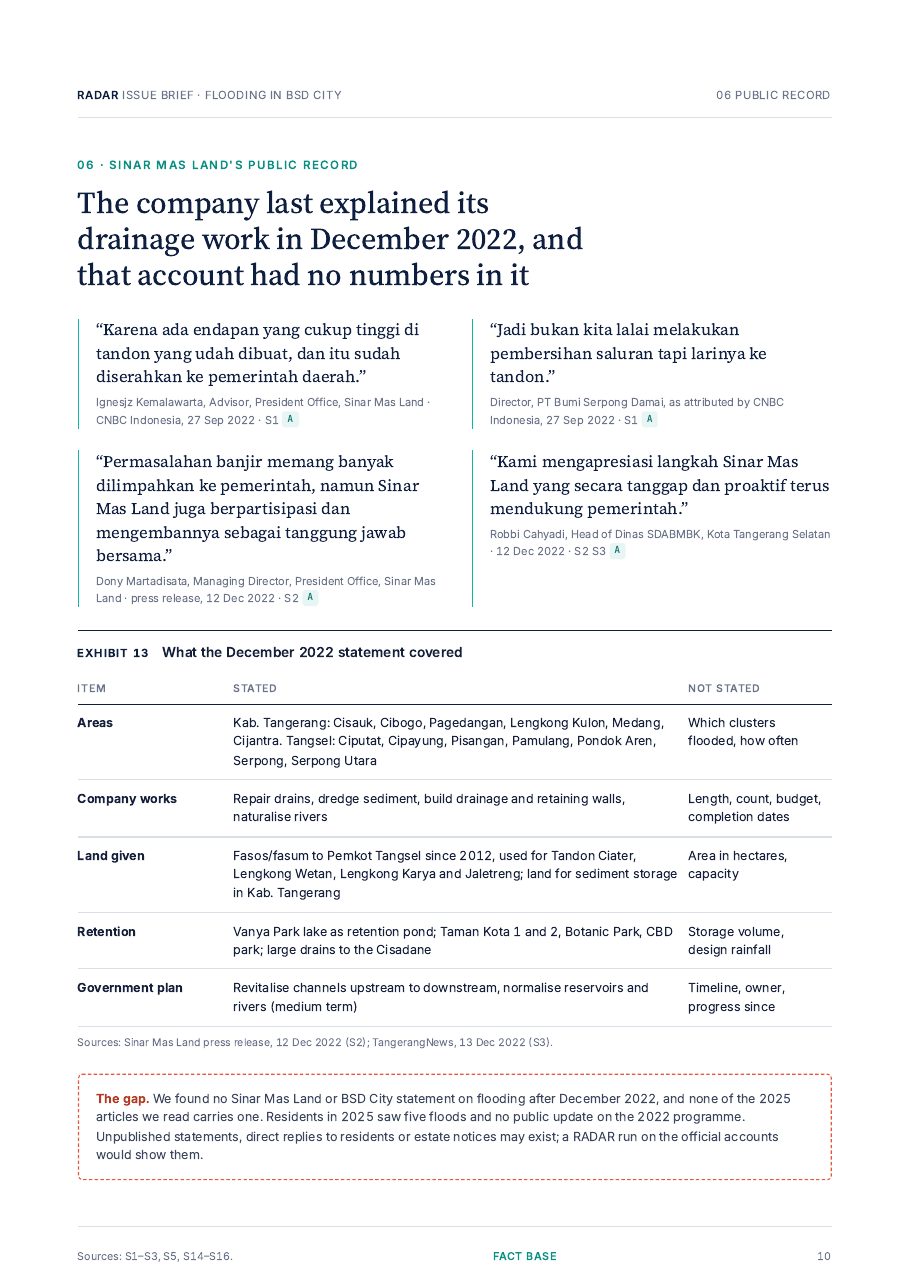 RADAR ISSUE BRIEF · FLOODING IN BSD CITY
06 PUBLIC RECORD
06 · SINAR MAS LAND'S PUBLIC RECORD
The company last explained its
drainage work in December 2022, and
that account had no numbers in it
“Karena ada endapan yang cukup tinggi di
tandon yang udah dibuat, dan itu sudah
diserahkan ke pemerintah daerah.”
Ignesjz Kemalawarta, Advisor, President Office, Sinar Mas Land ·
CNBC Indonesia, 27 Sep 2022 · S1 A
“Jadi bukan kita lalai melakukan
pembersihan saluran tapi larinya ke
tandon.”
Director, PT Bumi Serpong Damai, as attributed by CNBC
Indonesia, 27 Sep 2022 · S1 A
“Permasalahan banjir memang banyak
dilimpahkan ke pemerintah, namun Sinar
Mas Land juga berpartisipasi dan
mengembannya sebagai tanggung jawab
bersama.”
Dony Martadisata, Managing Director, President Office, Sinar Mas
Land · press release, 12 Dec 2022 · S2 A
“Kami mengapresiasi langkah Sinar Mas
Land yang secara tanggap dan proaktif terus
mendukung pemerintah.”
Robbi Cahyadi, Head of Dinas SDABMBK, Kota Tangerang Selatan
· 12 Dec 2022 · S2 S3 A
EXHIBIT 13 What the December 2022 statement covered
ITEM STATED NOT STATED
Areas Kab. Tangerang: Cisauk, Cibogo, Pagedangan, Lengkong Kulon, Medang, Which clusters
Cijantra. Tangsel: Ciputat, Cipayung, Pisangan, Pamulang, Pondok Aren, flooded, how often
Serpong, Serpong Utara
Company works Repair drains, dredge sediment, build drainage and retaining walls, Length, count, budget,
naturalise rivers completion dates
Land given Fasos/fasum to Pemkot Tangsel since 2012, used for Tandon Ciater, Area in hectares,
Lengkong Wetan, Lengkong Karya and Jaletreng; land for sediment storage capacity
in Kab. Tangerang
Retention Vanya Park lake as retention pond; Taman Kota 1 and 2, Botanic Park, CBD Storage volume,
park; large drains to the Cisadane design rainfall
Government plan Revitalise channels upstream to downstream, normalise reservoirs and Timeline, owner,
rivers (medium term) progress since
Sources: Sinar Mas Land press release, 12 Dec 2022 (S2); TangerangNews, 13 Dec 2022 (S3).
The gap. We found no Sinar Mas Land or BSD City statement on flooding after December 2022, and none of the 2025
articles we read carries one. Residents in 2025 saw five floods and no public update on the 2022 programme.
Unpublished statements, direct replies to residents or estate notices may exist; a RADAR run on the official accounts
would show them.
Sources: S1–S3, S5, S14–S16.
FACT BASE
10